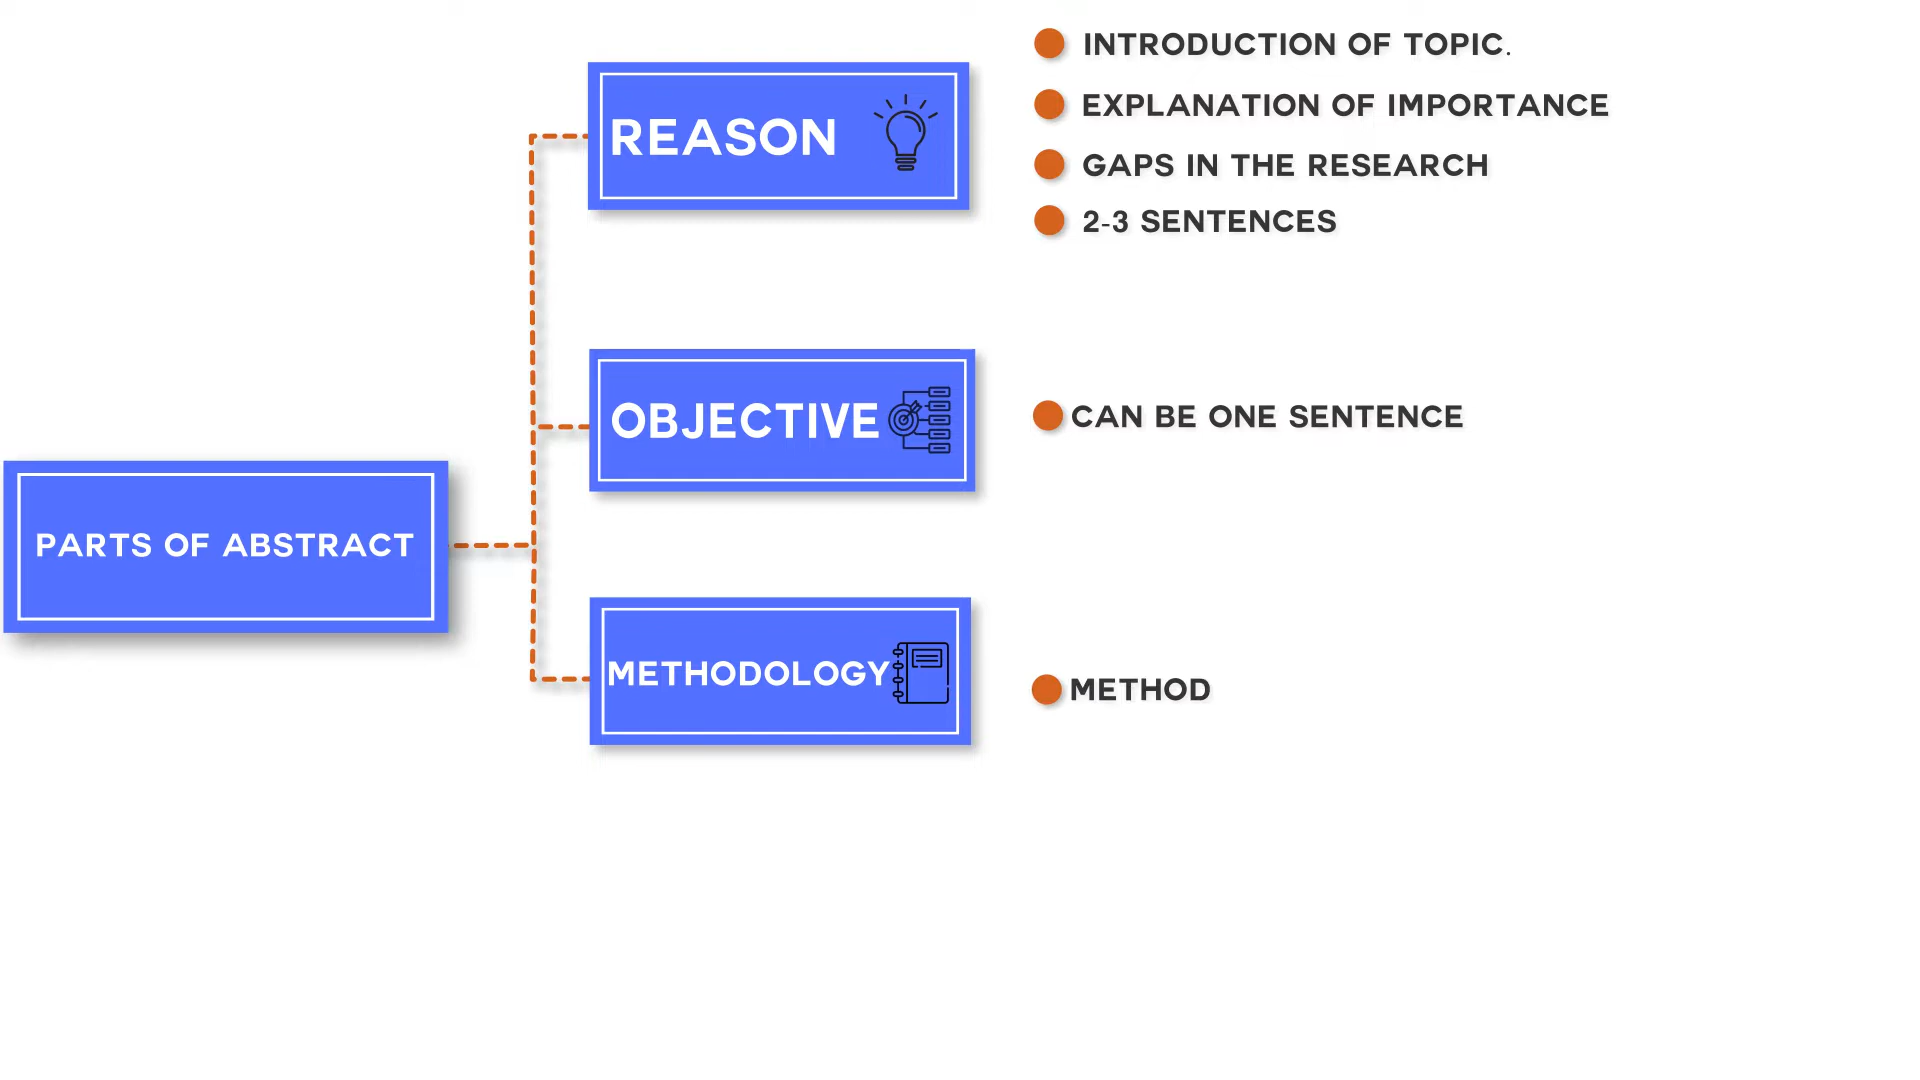 PARTS OF ABSTRACT
REASON
INTRODUCTION OF TOPIC.
EXPLANATION OF IMPORTANCE
GAPS IN THE RESEARCH
2-3 SENTENCES
OBJECTIVE
CAN BE ONE SENTENCE
METHODOLOGY
METHOD